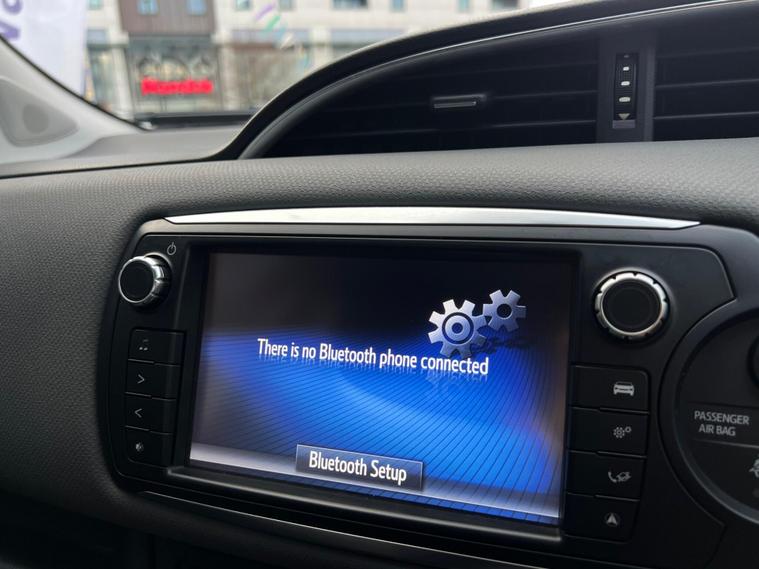 There is no Bluetooth phone connected
Bluetooth Setup
PASSENGER
AIR BAG